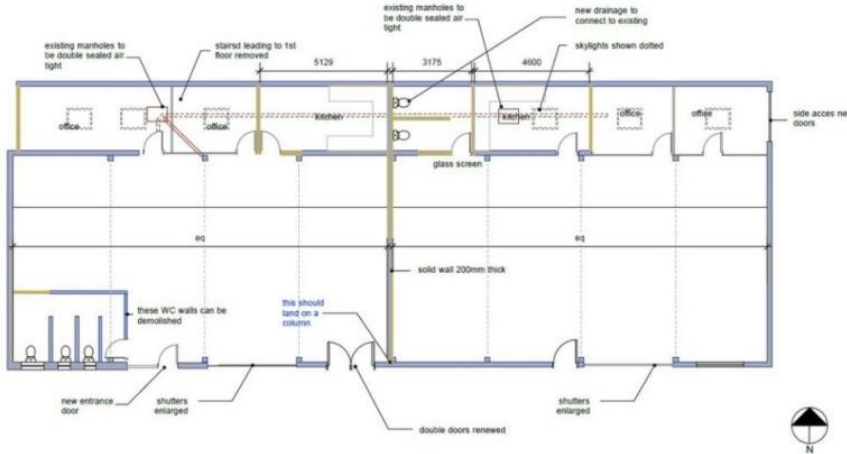 existing manholes to
be double sealed air
tight
new drainage to
connect to existing
existing manholes to
be double sealed air
tight
stairsd leading to 1st
floor removed
skylights shown dotted
5129
3175
4600
office
office
kitchen
kitchen
office
office
side acces ne
doors
glass screen
eq
eq
solid wall 200mm thick
these WC walls can be
demolished
this should
land on a
column
new entrance
door
shutters
enlarged
double doors renewed
shutters
enlarged
N